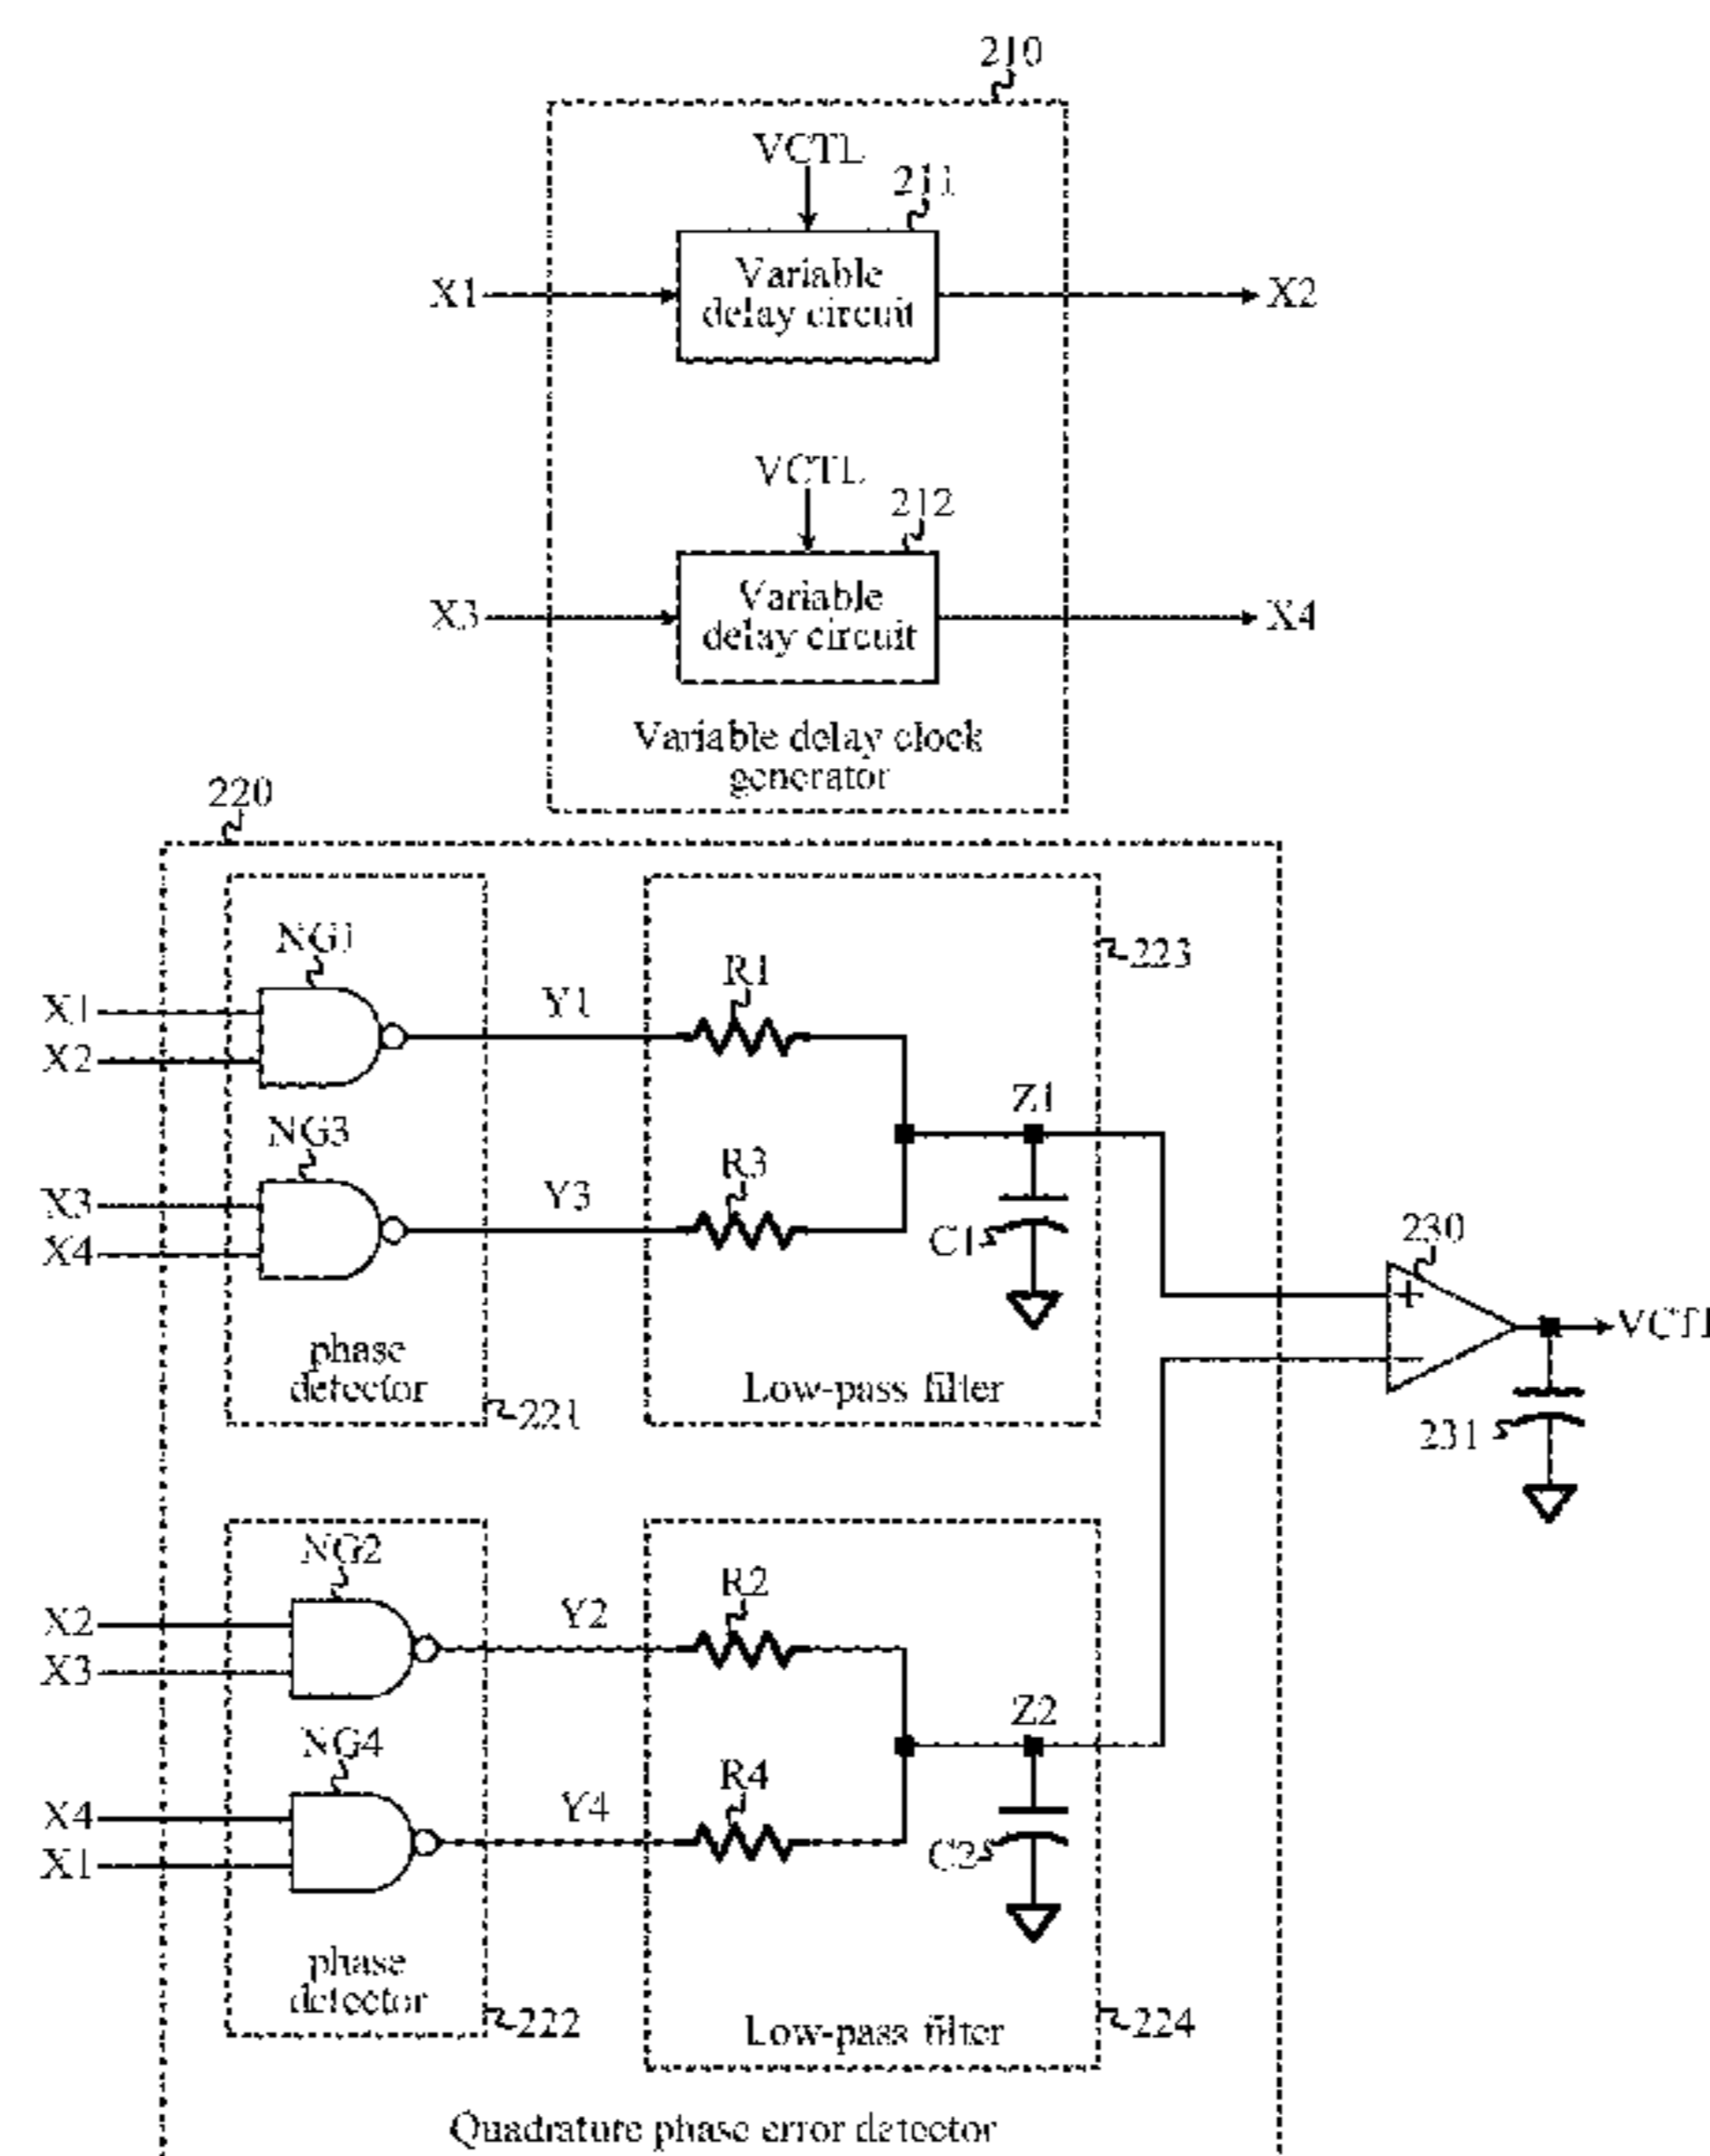 210
VCTL
211
X1
Variable
delay circuit
X2
VCTL
212
X3
Variable
delay circuit
X4
Variable delay clock
generator
220
NG1
X1
X2
Y1
R1
223
Z1
NG3
X3
X4
Y3
R3
C1
230
+
−
VCTL
231
phase
detector
221
Low-pass filter
NG2
X2
X3
Y2
R2
Z2
NG4
X4
X1
Y4
R4
C2
phase
detector
222
Low-pass filter
224
Quadrature phase error detector